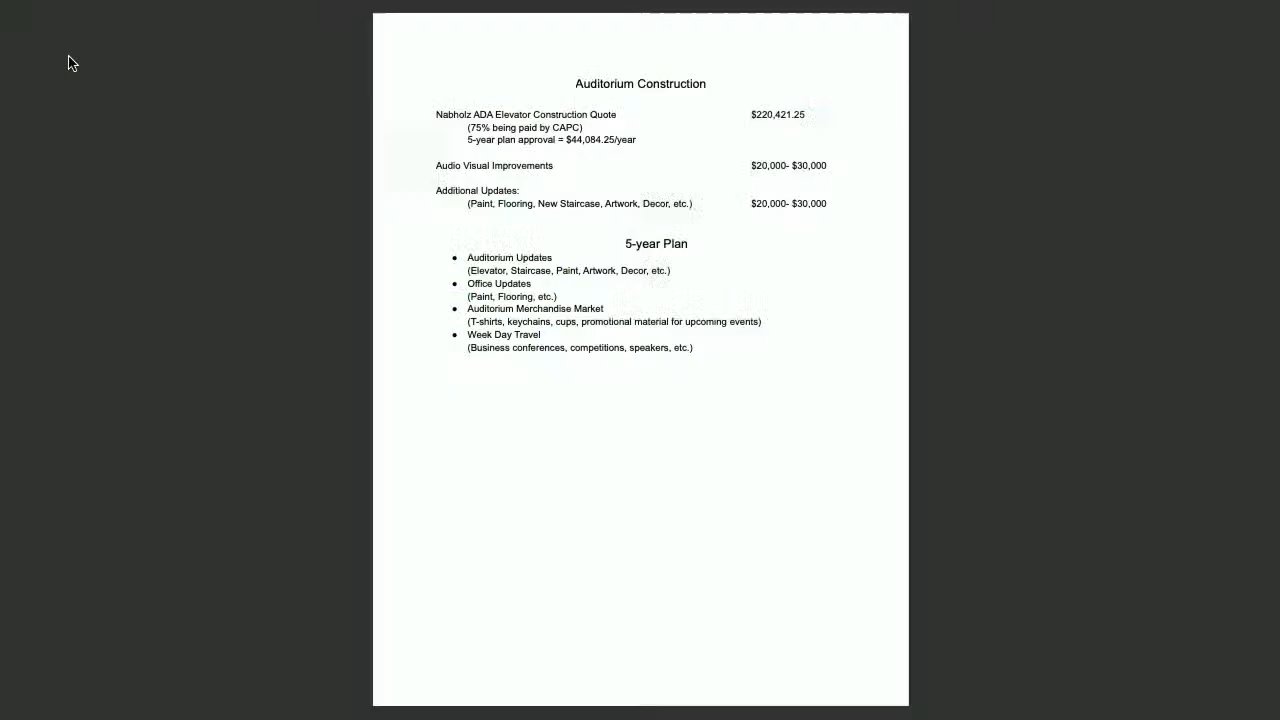 Auditorium Construction
Nabholz ADA Elevator Construction Quote $220,421.25
(75% being paid by CAPC)
5-year plan approval = $44,084.25/year
Audio Visual Improvements $20,000- $30,000
Additional Updates:
(Paint, Flooring, New Staircase, Artwork, Decor, etc.) $20,000- $30,000
5-year Plan
● Auditorium Updates
(Elevator, Staircase, Paint, Artwork, Decor, etc.)
● Office Updates
(Paint, Flooring, etc.)
● Auditorium Merchandise Market
(T-shirts, keychains, cups, promotional material for upcoming events)
● Week Day Travel
(Business conferences, competitions, speakers, etc.)